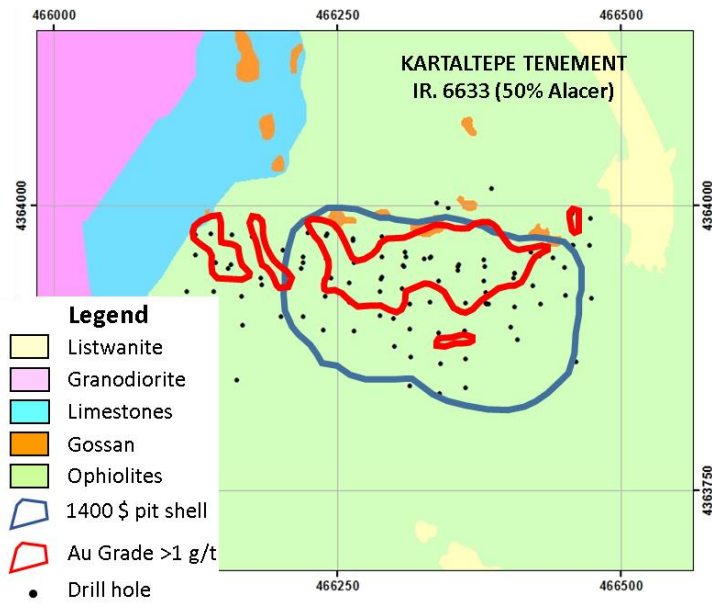 466000 466250 466500
KARTALTEPE TENEMENT
IR. 6633 (50% Alacer)
4364000 4364000
Legend
Listwanite
Granodiorite
Limestones
Gossan
Ophiolites
1400 $ pit shell
Au Grade >1 g/t
Drill hole
4363750
466250 466500